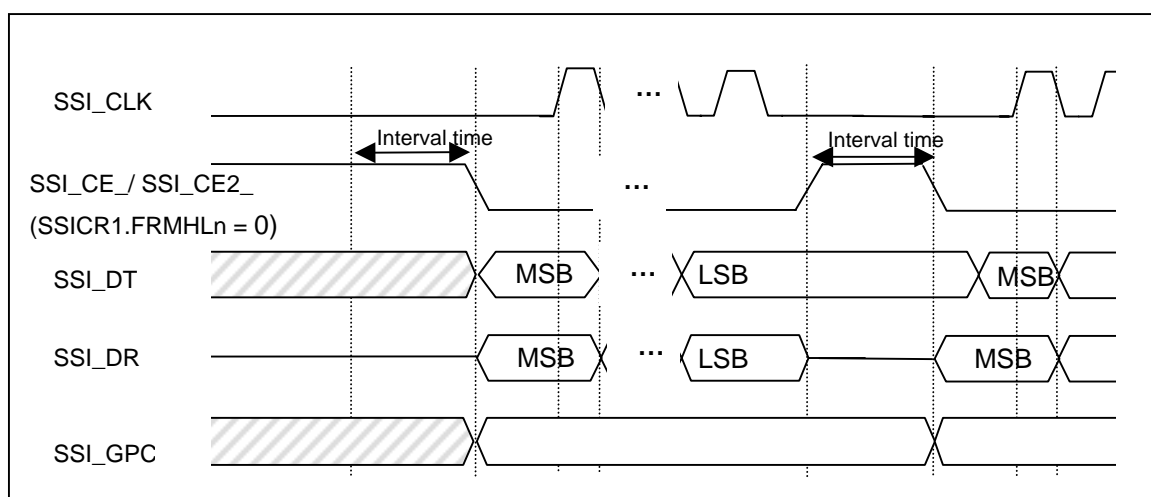 SSI_CLK
...
Interval time
Interval time
SSI_CE_/ SSI_CE2_
(SSICR1.FRMHLn = 0)
...
SSI_DT
MSB
...
LSB
MSB
SSI_DR
MSB
...
LSB
MSB
SSI_GPC